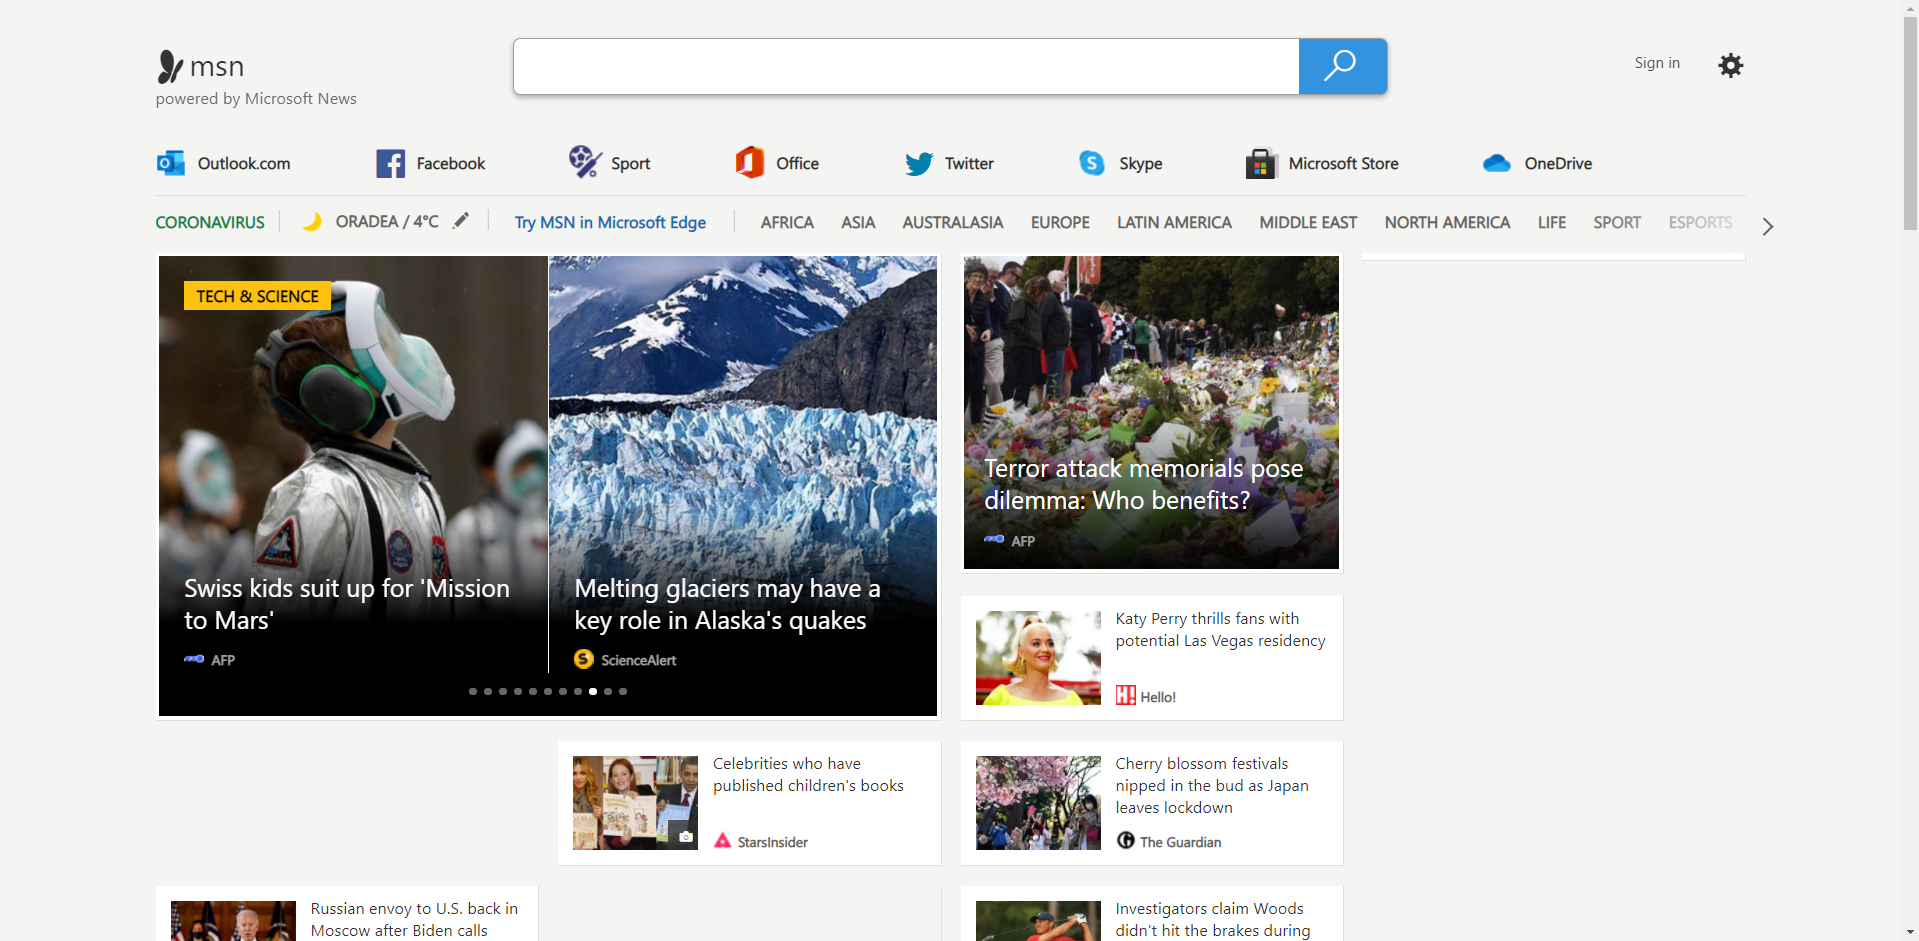 msn
powered by Microsoft News
Sign in
Outlook.com
Facebook
Sport
Office
Twitter
Skype
Microsoft Store
OneDrive
CORONAVIRUS
ORADEA / 4°C
Try MSN in Microsoft Edge
AFRICA
ASIA
AUSTRALASIA
EUROPE
LATIN AMERICA
MIDDLE EAST
NORTH AMERICA
LIFE
SPORT
ESPORTS
TECH & SCIENCE
Swiss kids suit up for 'Mission
to Mars'
AFP
Melting glaciers may have a
key role in Alaska's quakes
ScienceAlert
Terror attack memorials pose
dilemma: Who benefits?
AFP
Katy Perry thrills fans with
potential Las Vegas residency
Hello!
Celebrities who have
published children's books
StarsInsider
Cherry blossom festivals
nipped in the bud as Japan
leaves lockdown
The Guardian
Russian envoy to U.S. back in
Moscow after Biden calls
Investigators claim Woods
didn't hit the brakes during